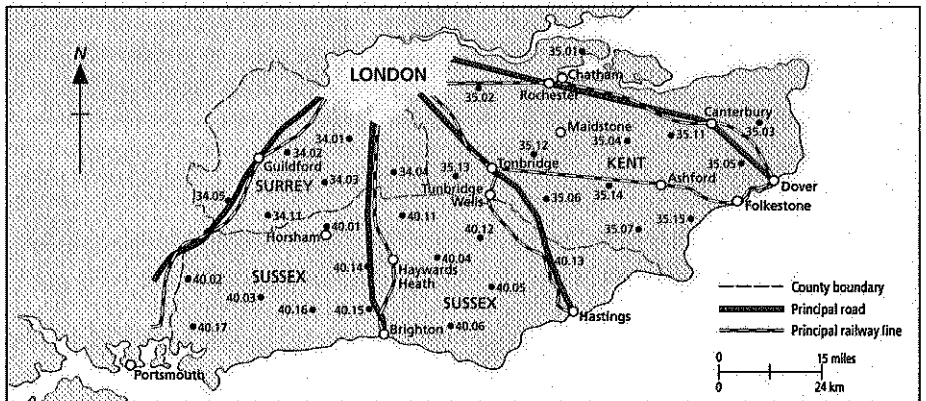 N
LONDON
35.01
Chatham
Rochester
35.02
Canterbury
35.03
35.11
Maidstone
35.04
34.01
34.02
Guildford
SURREY
34.03
34.04
35.12
35.13
Tonbridge
KENT
35.05
Dover
Ashford
Folkestone
Tunbridge
Wells
35.06
35.14
34.05
34.11
40.01
Horsham
40.11
40.12
35.07
35.15
40.02
SUSSEX
40.14
40.04
Haywards
Heath
SUSSEX
40.13
40.05
40.03
40.16
40.15
Hastings
40.17
Brighton
40.06
Portsmouth
County boundary
Principal road
Principal railway line
0 15 miles
0 24 km